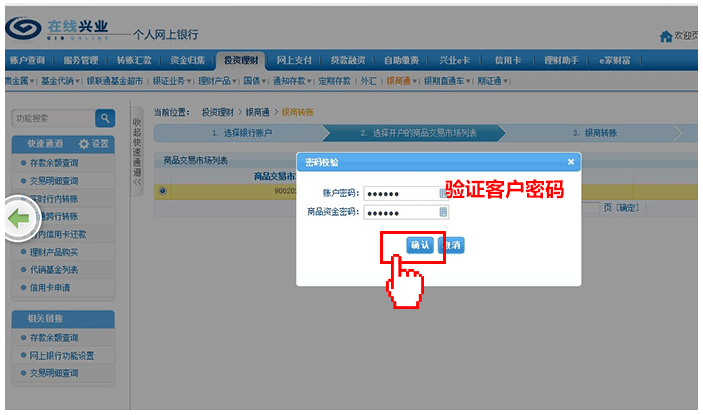 在线兴业 个人网上银行
CIB ONLINE
欢迎页
账户查询 服务管理 转账汇款 资金归集 投资理财 网上支付 贷款融资 自助缴费 兴业e卡 信用卡 理财助手 e家财富
贵金属 基金代销 银联通基金超市 银证业务 理财产品 国债 通知存款 定期存款 外汇 银商通 银期直通车 期证通
功能搜索
当前位置: 投资理财 > 银商通 > 银商转账
收起快速通道
快速通道 设置
1. 选择银行账户 2. 选择开户的商品交易市场列表 3. 银商转账
存款余额查询
交易明细查询
实时行内转账
跨行转账
内信用卡还款
理财产品购买
代销基金列表
信用卡申请
商品交易市场列表
商品交易市
90020
页 [确定]
密码校验
账户密码: ●●●●●●
验证客户密码
商品资金密码: ●●●●●●
确认 取消
相关链接
存款余额查询
网上银行功能设置
交易明细查询